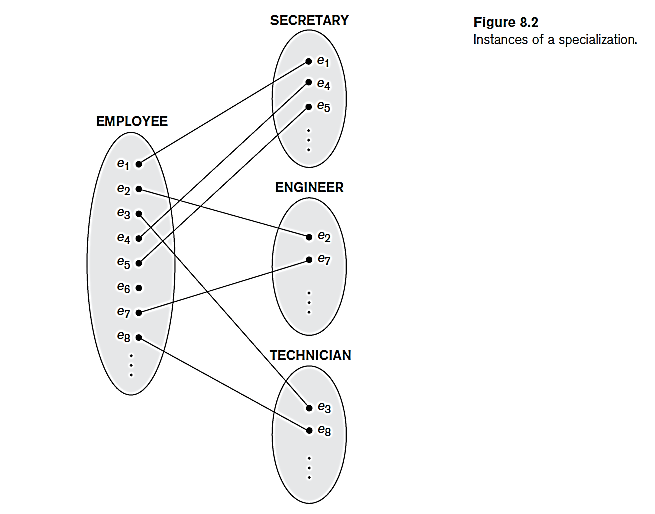 Figure 8.2
Instances of a specialization.
SECRETARY
e1
e4
e5
EMPLOYEE
e1
e2
e3
e4
e5
e6
e7
e8
ENGINEER
e2
e7
TECHNICIAN
e3
e8